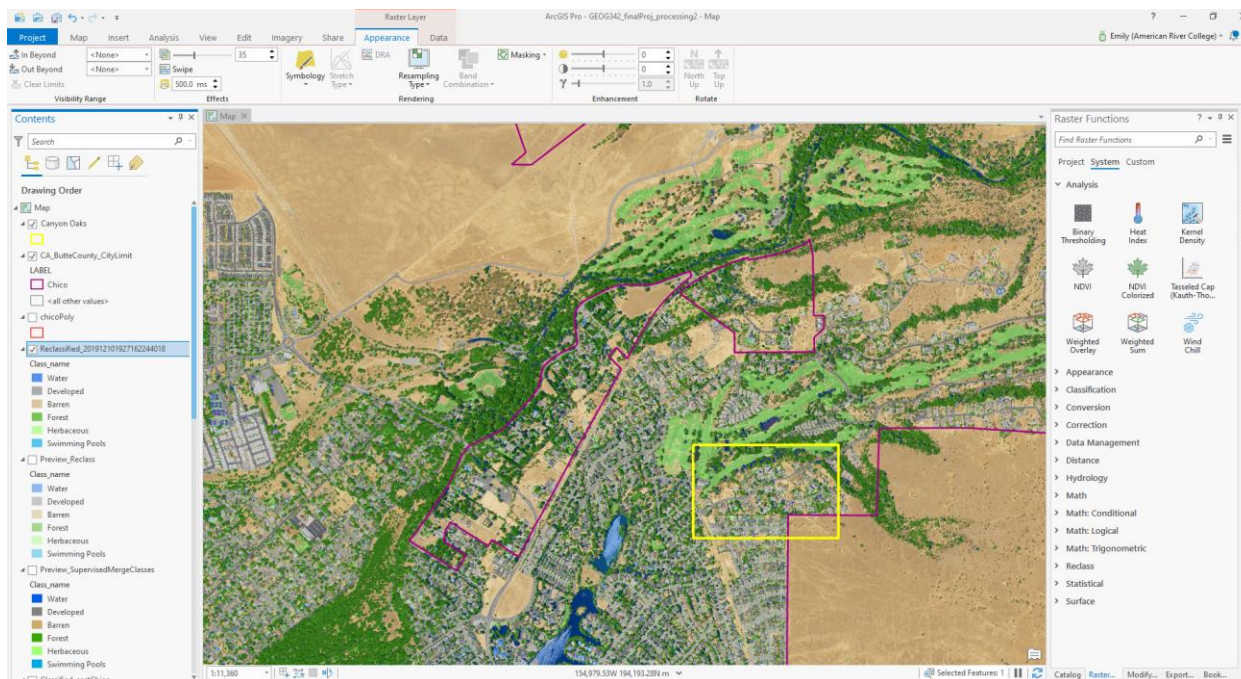 Raster Layer
ArcGIS Pro - GEOG342_finalProj_processing2 - Map
?
Project Map Insert Analysis View Edit Imagery Share Appearance Data
Emily (American River College)
In Beyond <None>
Out Beyond <None>
Clear Limits
Visibility Range
35
Swipe
500.0 ms
Effects
Symbology
Stretch Type
DRA
Resampling Type
Band Combination
Masking
Rendering
0
0
1.0
Enhancement
North Up
Top Up
Rotate
Contents
Search
Drawing Order
Map
Canyon Oaks
CA_ButteCounty_CityLimit
LABEL
Chico
<all other values>
chicoPoly
Reclassified_201912101927162244018
Class_name
Water
Developed
Barren
Forest
Herbaceous
Swimming Pools
Preview_Reclass
Class_name
Water
Developed
Barren
Forest
Herbaceous
Swimming Pools
Preview_SupervisedMergeClasses
Class_name
Water
Developed
Barren
Forest
Herbaceous
Swimming Pools
Map
1:11,360
154,979.53W 194,193.28N m
Selected Features: 1
Raster Functions
Find Raster Functions
Project System Custom
Analysis
Binary Thresholding
Heat Index
Kernel Density
NDVI
NDVI Colorized
Tasseled Cap (Kauth-Tho...
Weighted Overlay
Weighted Sum
Wind Chill
Appearance
Classification
Conversion
Correction
Data Management
Distance
Hydrology
Math
Math: Conditional
Math: Logical
Math: Trigonometric
Reclass
Statistical
Surface
Catalog Raster... Modify... Export... Book...